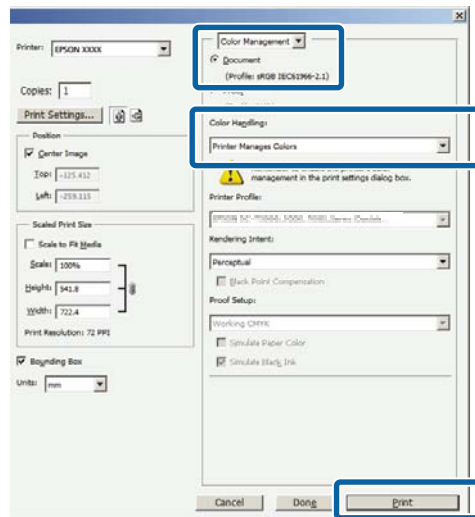 Printer: EPSON XXXX
Copies: 1
Print Settings...
Position
Center Image
Top: -125.412
Left: -259.115
Scaled Print Size
Scale to Fit Media
Scale: 100%
Height: 541.8
Width: 722.4
Print Resolution: 72 PPI
Bounding Box
Units: mm
Color Management
Document
(Profile: sRGB IEC61966-2.1)
Color Handling:
Printer Manages Colors
management in the print settings dialog box.
Printer Profile:
Rendering Intent:
Perceptual
Black Point Compensation
Proof Setup:
Working CMYK
Simulate Paper Color
Simulate Black Ink
Cancel
Done
Print